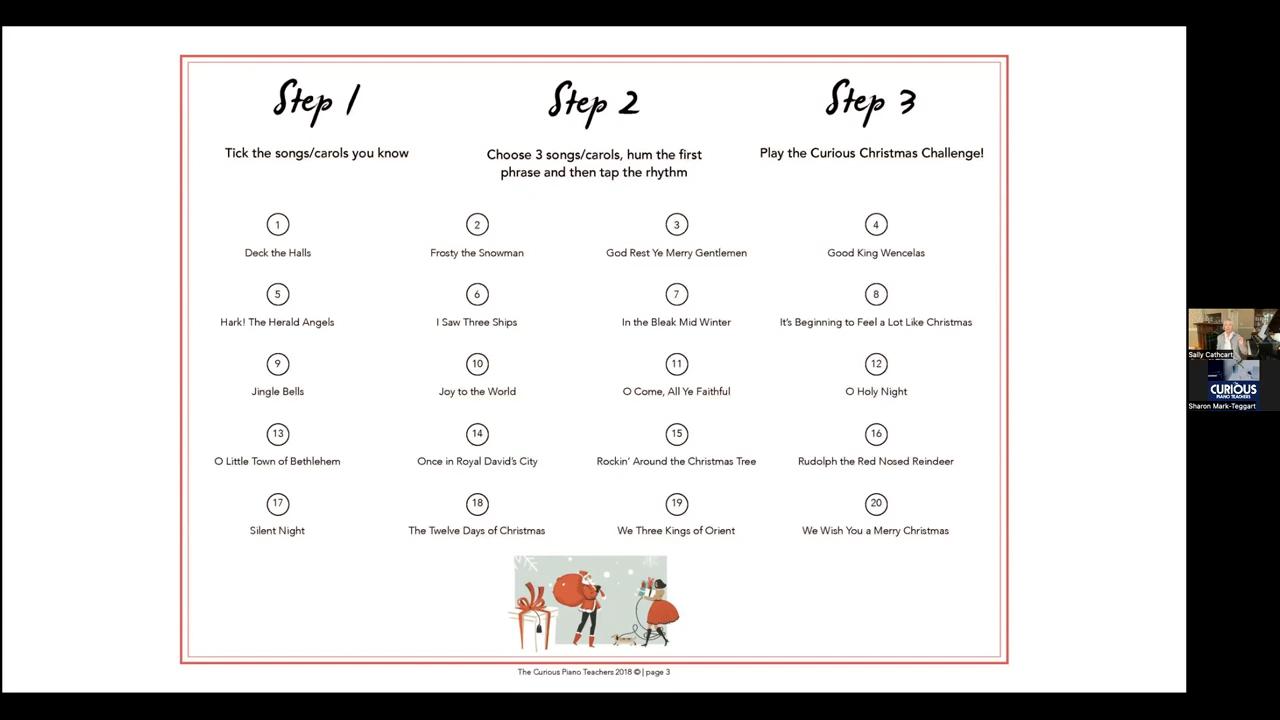 Step 1
Step 2
Step 3
Tick the songs/carols you know
Choose 3 songs/carols, hum the first
phrase and then tap the rhythm
Play the Curious Christmas Challenge!
1
2
3
4
Deck the Halls
Frosty the Snowman
God Rest Ye Merry Gentlemen
Good King Wencelas
5
6
7
8
Hark! The Herald Angels
I Saw Three Ships
In the Bleak Mid Winter
It's Beginning to Feel a Lot Like Christmas
9
10
11
12
Jingle Bells
Joy to the World
O Come, All Ye Faithful
O Holy Night
13
14
15
16
O Little Town of Bethlehem
Once in Royal David's City
Rockin' Around the Christmas Tree
Rudolph the Red Nosed Reindeer
17
18
19
20
Silent Night
The Twelve Days of Christmas
We Three Kings of Orient
We Wish You a Merry Christmas
The Curious Piano Teachers 2018 © | page 3
Sally Cathcart
CURIOUS
PIANO TEACHERS
Sharon Mark-Teggart